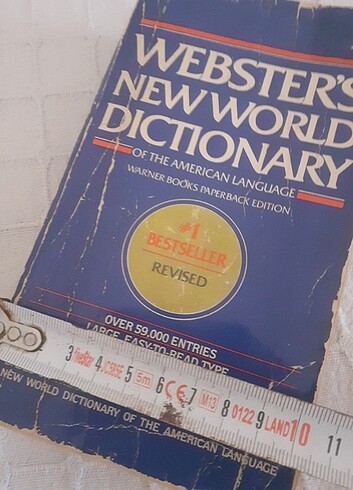 WEBSTER'S
NEW WORLD
DICTIONARY
OF THE AMERICAN LANGUAGE
WARNER BOOKS PAPERBACK EDITION
#1
BESTSELLER
REVISED
OVER 59,000 ENTRIES
LARGE, EASY-TO-READ TYPE
3 4 5 5m 6 CE 7 M13 8 0122 9 LAND 10 11
NEW WORLD DICTIONARY OF THE AMERICAN LANGUAGE